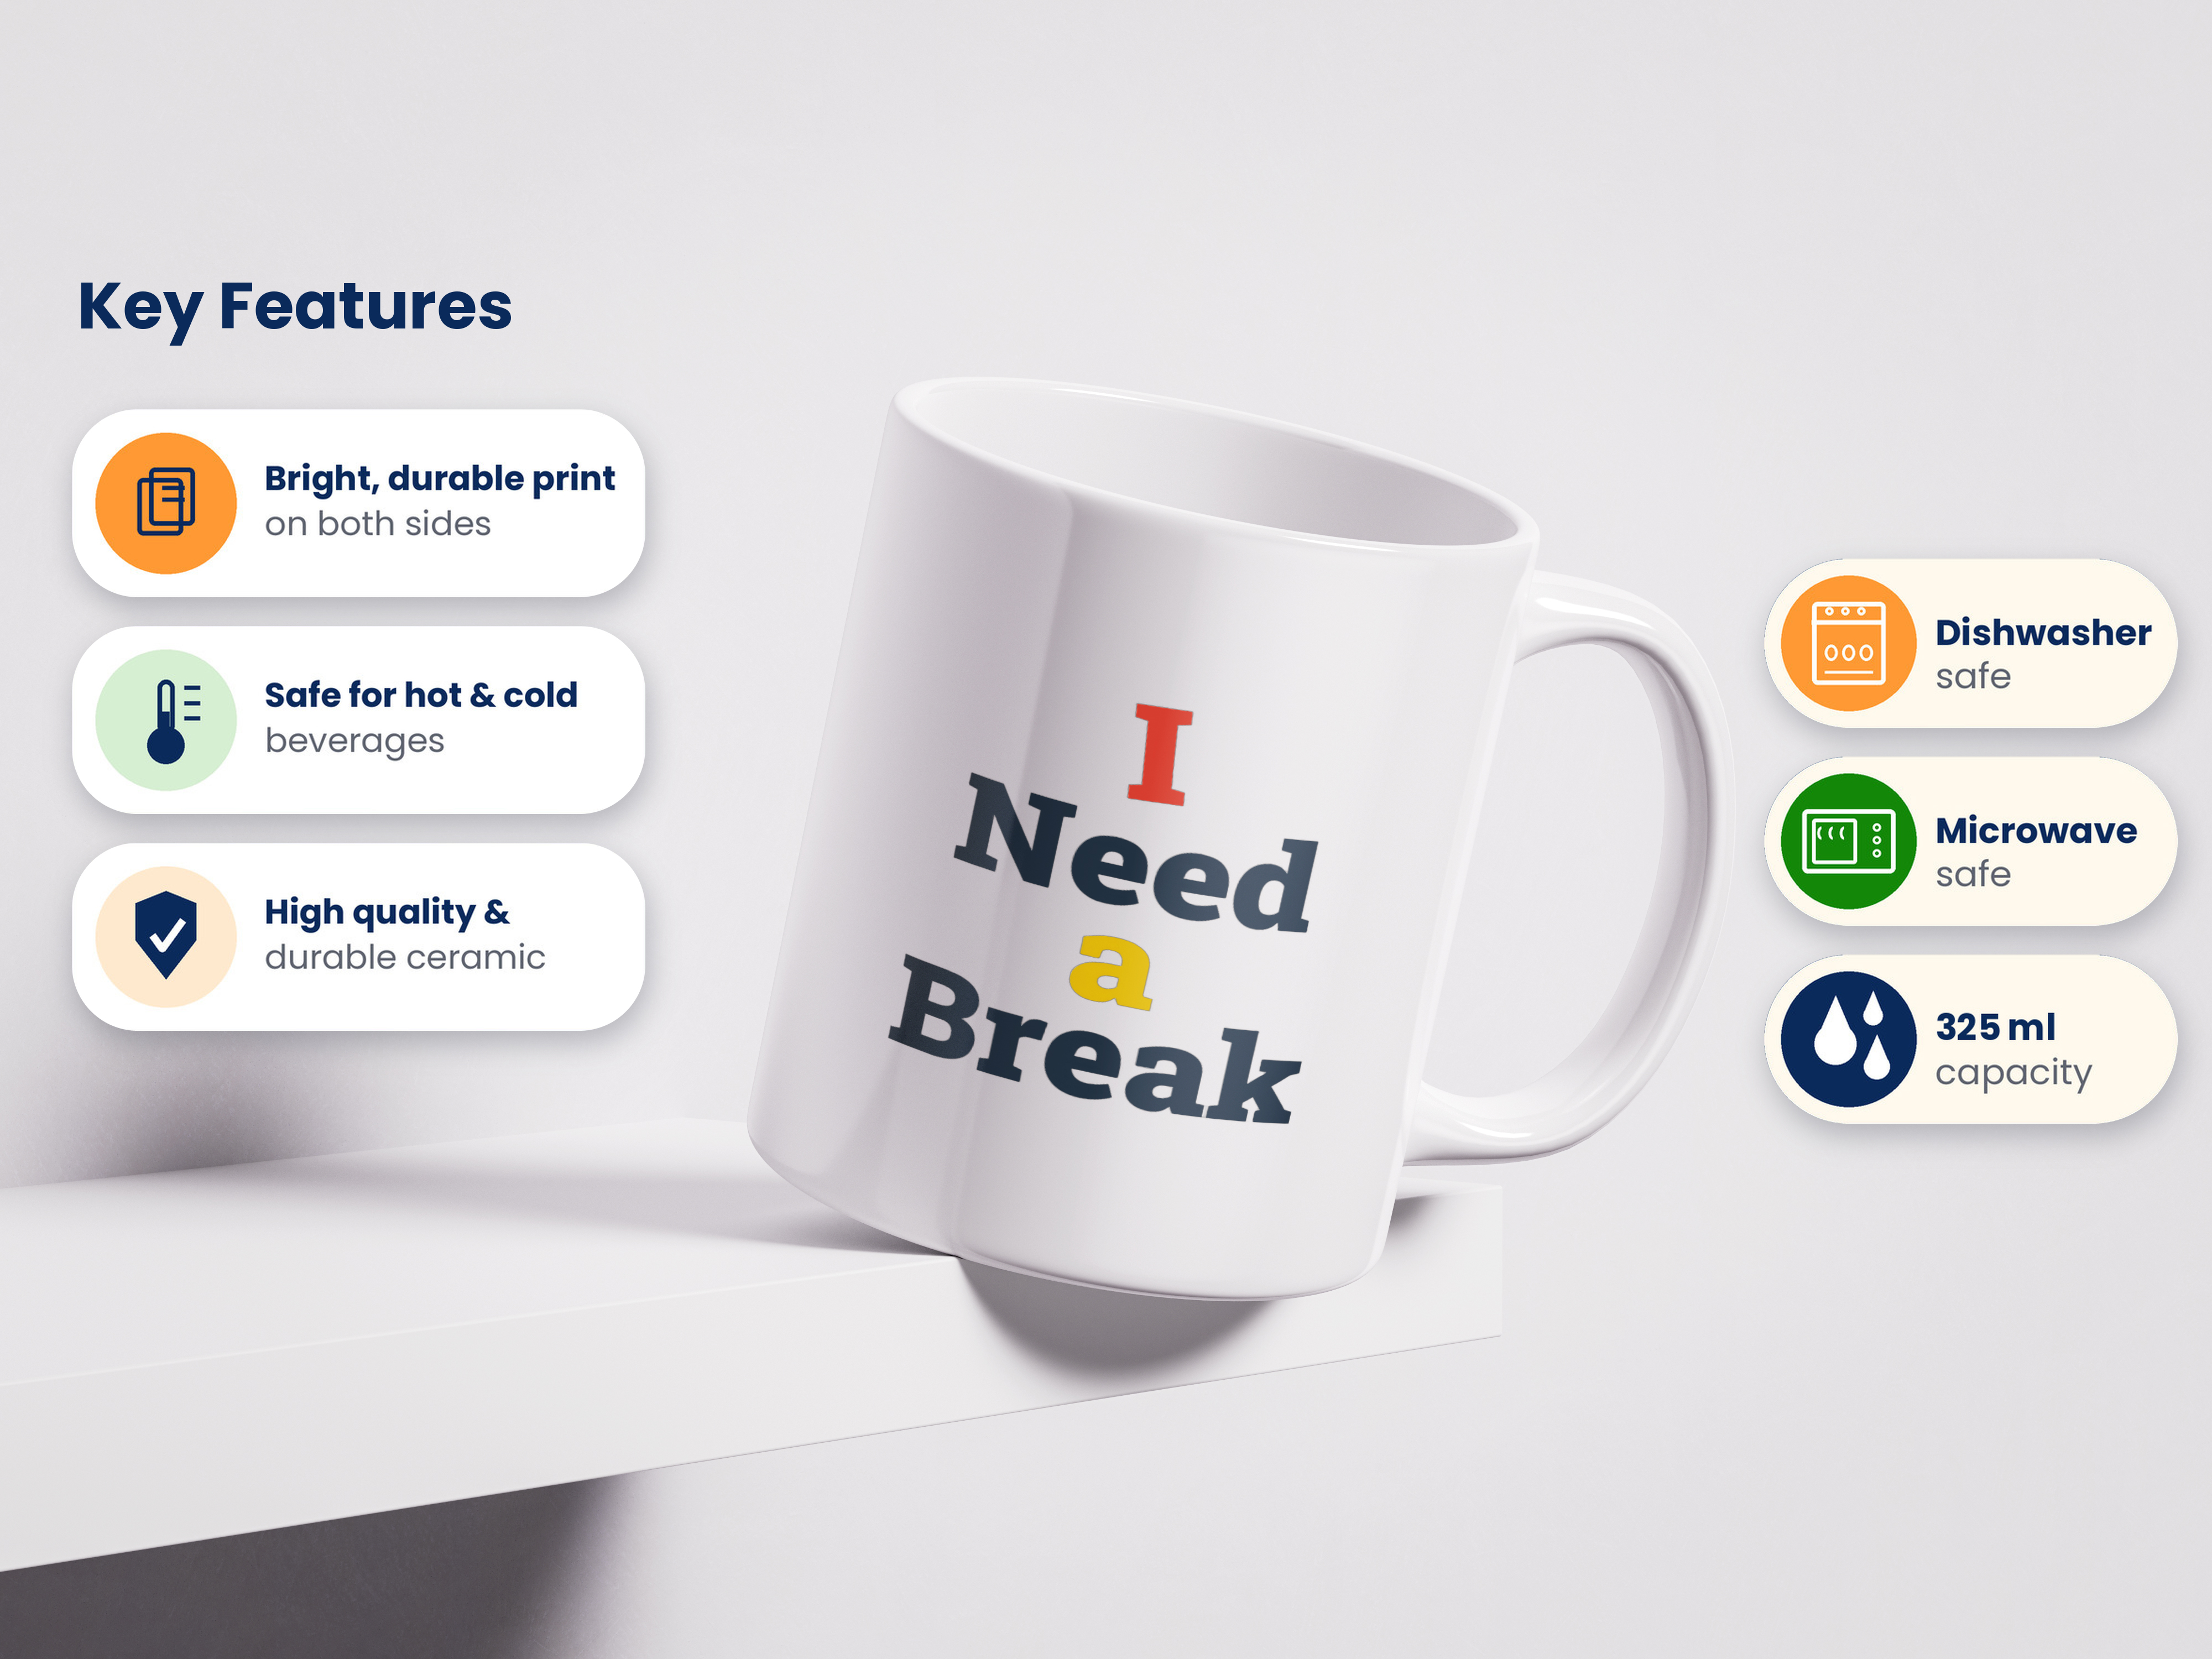 Key Features
Bright, durable print
on both sides
Safe for hot & cold
beverages
High quality &
durable ceramic
I
Need
a
Break
Dishwasher
safe
Microwave
safe
325 ml
capacity